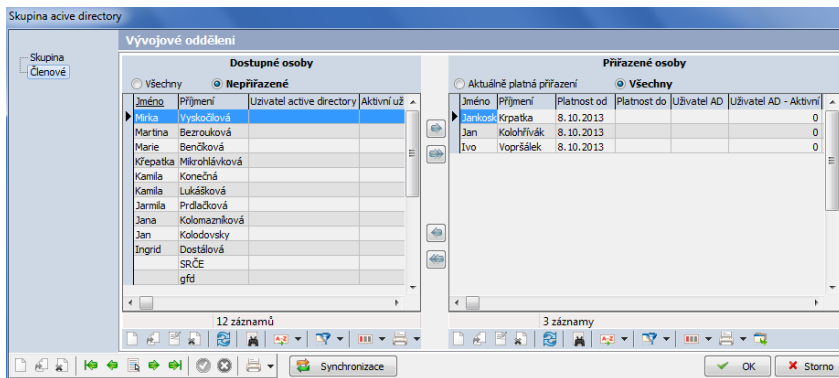 Skupina acive directory
Skupina
Členové
Vývojové oddělení
Dostupné osoby
Všechny Nepřiřazené
Jméno Příjmení Uzivatel active directory Aktivní už
Mirka Vyskočilová
Martina Bezrouková
Marie Benčíková
Křepatka Mikrohlávková
Kamila Konečná
Kamila Lukášková
Jarmila Prdlačková
Jana Kolomazníková
Jan Kolodovsky
Ingrid Dostálová
SRČE
gfd
12 záznamů
Přiřazené osoby
Aktuálně platná přiřazení Všechny
Jméno Příjmení Platnost od Platnost do Uživatel AD Uživatel AD - Aktivní
Jankosk Krpatka 8.10.2013 0
Jan Kolohřívák 8.10.2013 0
Ivo Vopršálek 8.10.2013 0
3 záznamy
Synchronizace
OK Storno